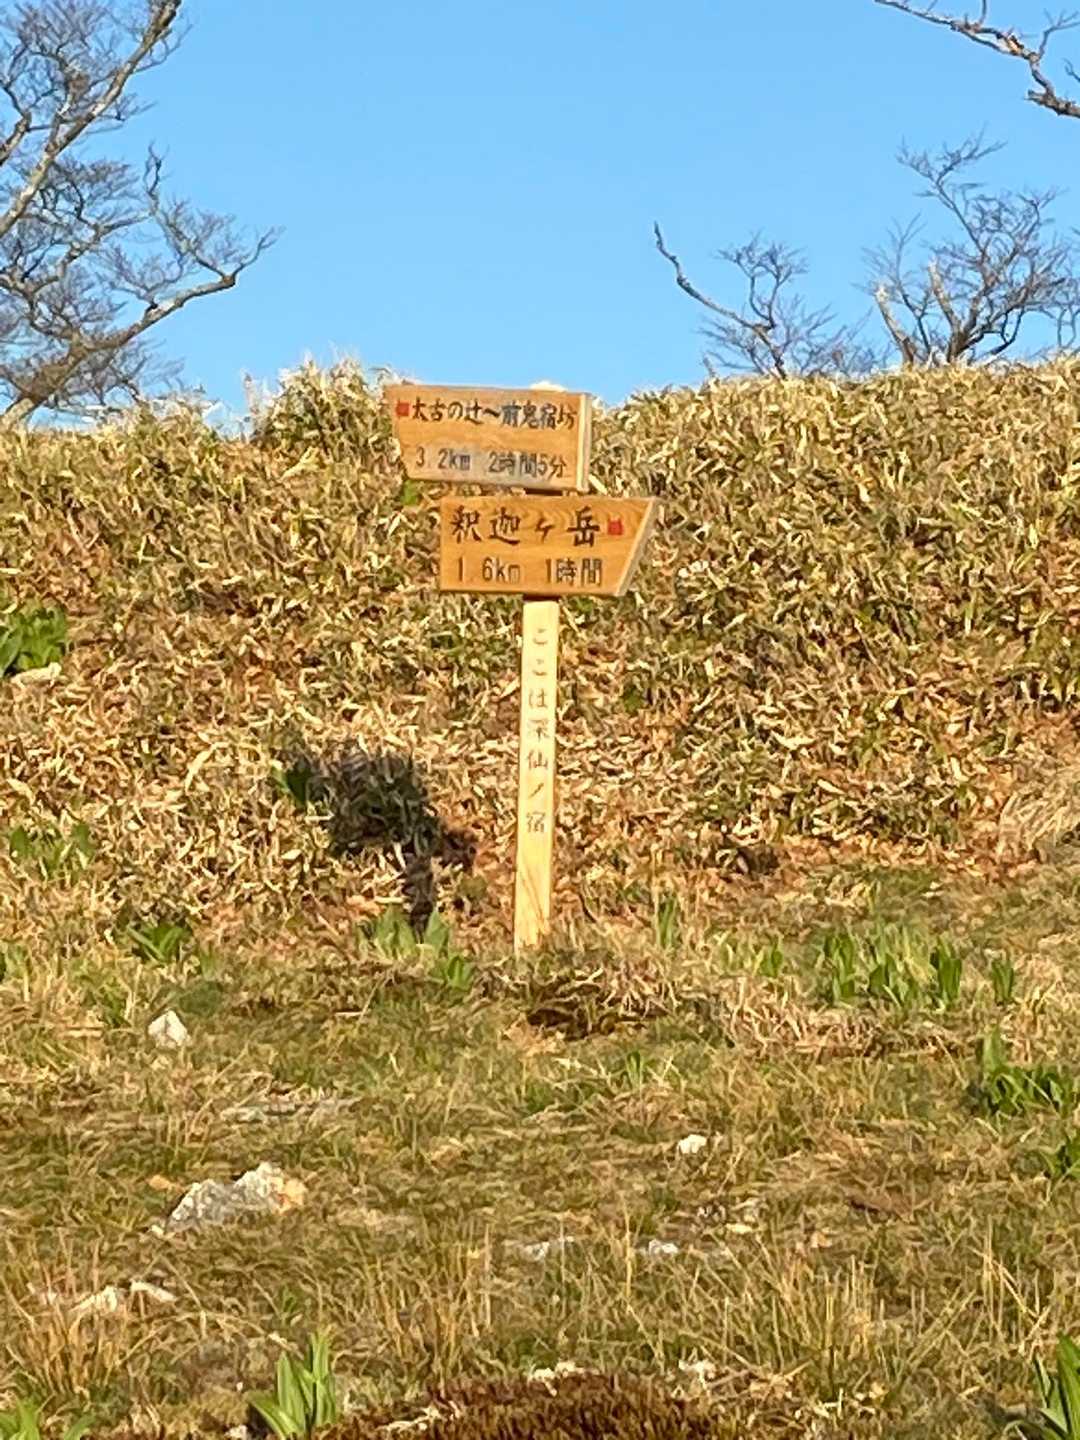 太古の辻〜前鬼宿坊
3.2km 2時間5分
釈迦ヶ岳
1.6km 1時間
ここは深仙ノ宿